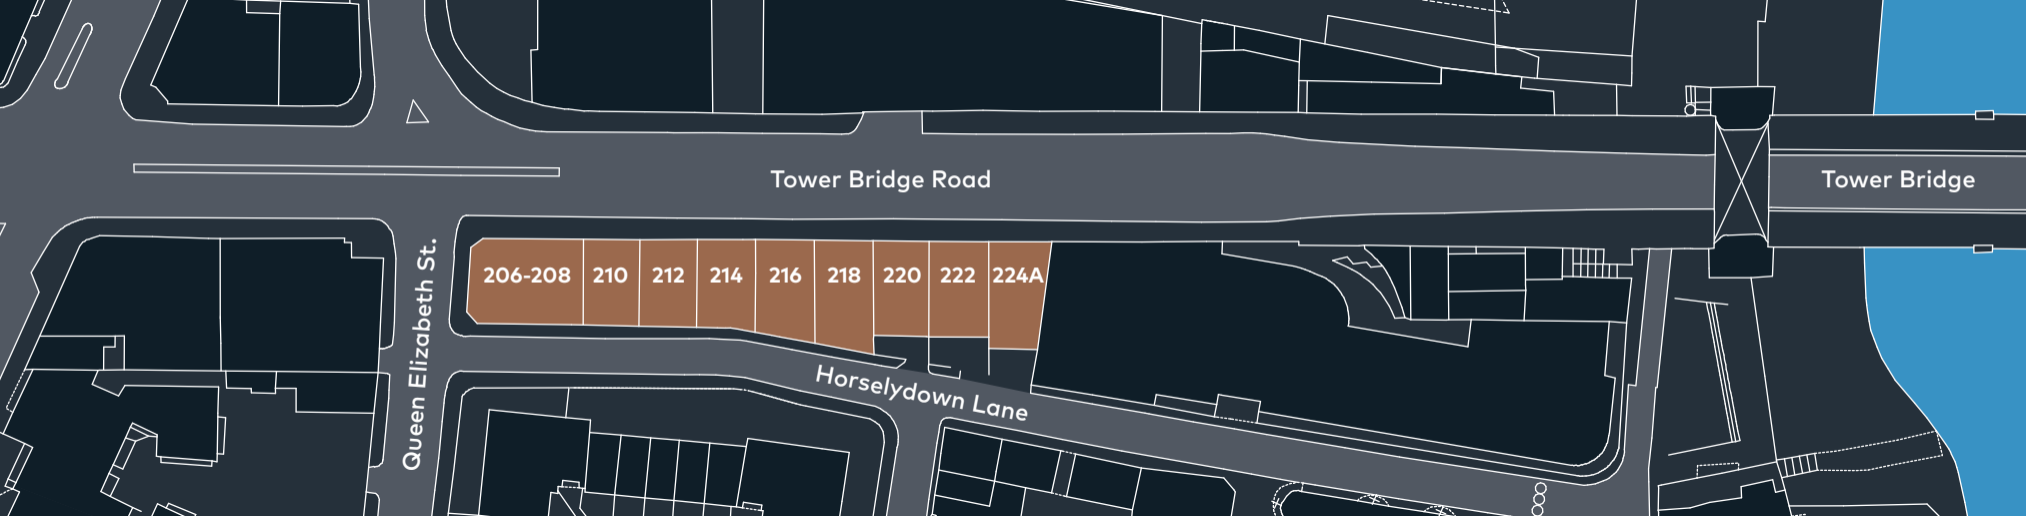 Tower Bridge Road
Tower Bridge
206-208 210 212 214 216 218 220 222 224A
Queen Elizabeth St.
Horselydown Lane